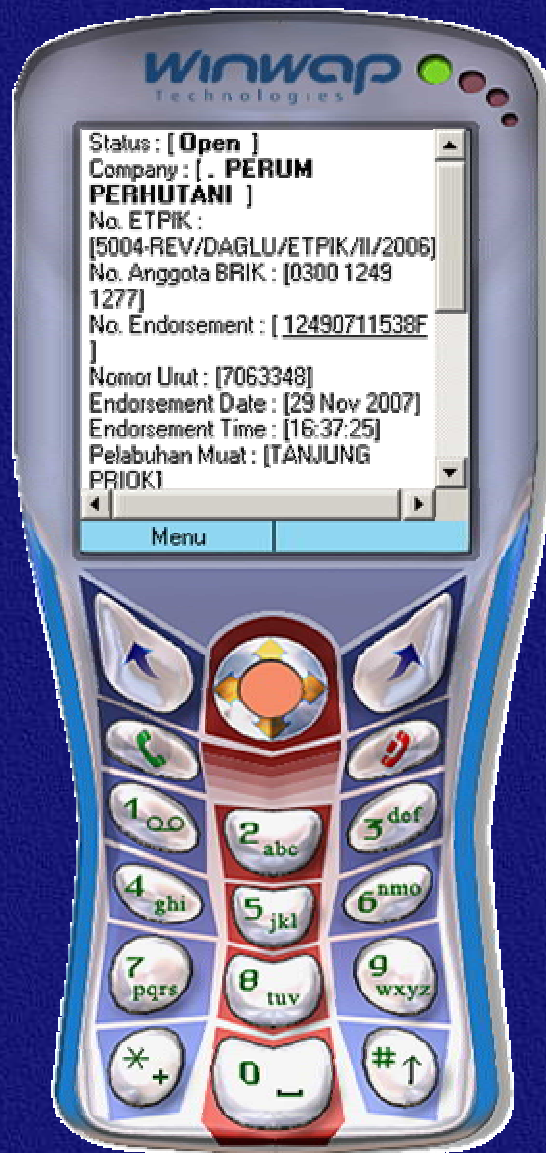 Winwap
Technologies
Status : [ Open ]
Company : [ . PERUM
PERHUTANI ]
No. ETPIK :
[5004-REV/DAGLU/ETPIK/II/2006]
No. Anggota BRIK : [0300 1249
1277]
No. Endorsement : [ 12490711538F
]
Nomor Urut : [7063348]
Endorsement Date : [29 Nov 2007]
Endorsement Time : [16:37:25]
Pelabuhan Muat : [TANJUNG
PRIOK]
Menu
1
2 abc
3 def
4 ghi
5 jkl
6 nmo
7 pqrs
8 tuv
9 wxyz
* +
0
# ↑